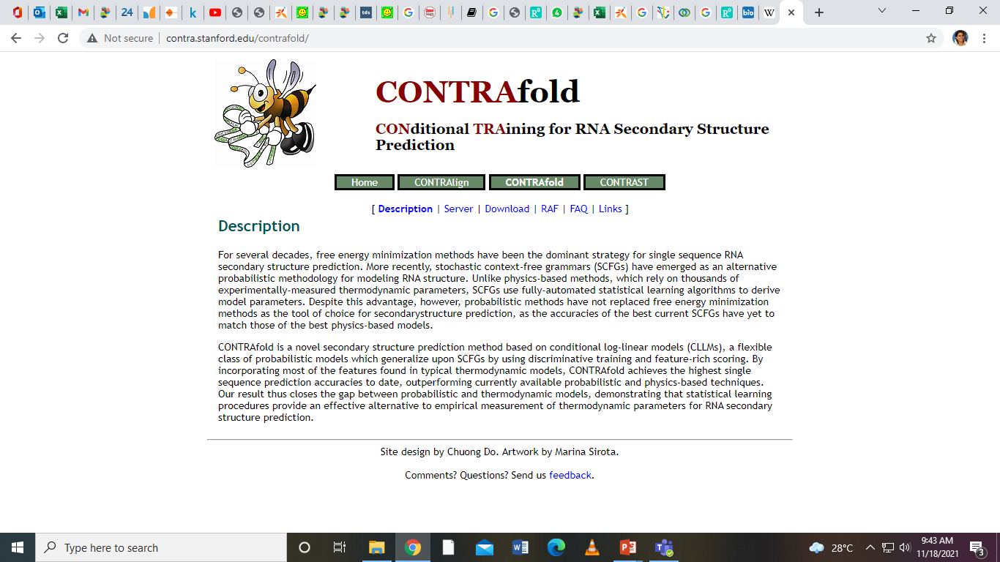 24
tds
bio
W
Not secure
contra.stanford.edu/contrafold/
CONTRAfold
CONditional TRAining for RNA Secondary Structure
Prediction
Home
CONTRAlign
CONTRAfold
CONTRAST
[ Description | Server | Download | RAF | FAQ | Links ]
Description
For several decades, free energy minimization methods have been the dominant strategy for single sequence RNA
secondary structure prediction. More recently, stochastic context-free grammars (SCFGs) have emerged as an alternative
probabilistic methodology for modeling RNA structure. Unlike physics-based methods, which rely on thousands of
experimentally-measured thermodynamic parameters, SCFGs use fully-automated statistical learning algorithms to derive
model parameters. Despite this advantage, however, probabilistic methods have not replaced free energy minimization
methods as the tool of choice for secondarystructure prediction, as the accuracies of the best current SCFGs have yet to
match those of the best physics-based models.
CONTRAfold is a novel secondary structure prediction method based on conditional log-linear models (CLLMs), a flexible
class of probabilistic models which generalize upon SCFGs by using discriminative training and feature-rich scoring. By
incorporating most of the features found in typical thermodynamic models, CONTRAfold achieves the highest single
sequence prediction accuracies to date, outperforming currently available probabilistic and physics-based techniques.
Our result thus closes the gap between probabilistic and thermodynamic models, demonstrating that statistical learning
procedures provide an effective alternative to empirical measurement of thermodynamic parameters for RNA secondary
structure prediction.
Site design by Chuong Do. Artwork by Marina Sirota.
Comments? Questions? Send us feedback.
Type here to search
28°C
9:43 AM
11/18/2021
3